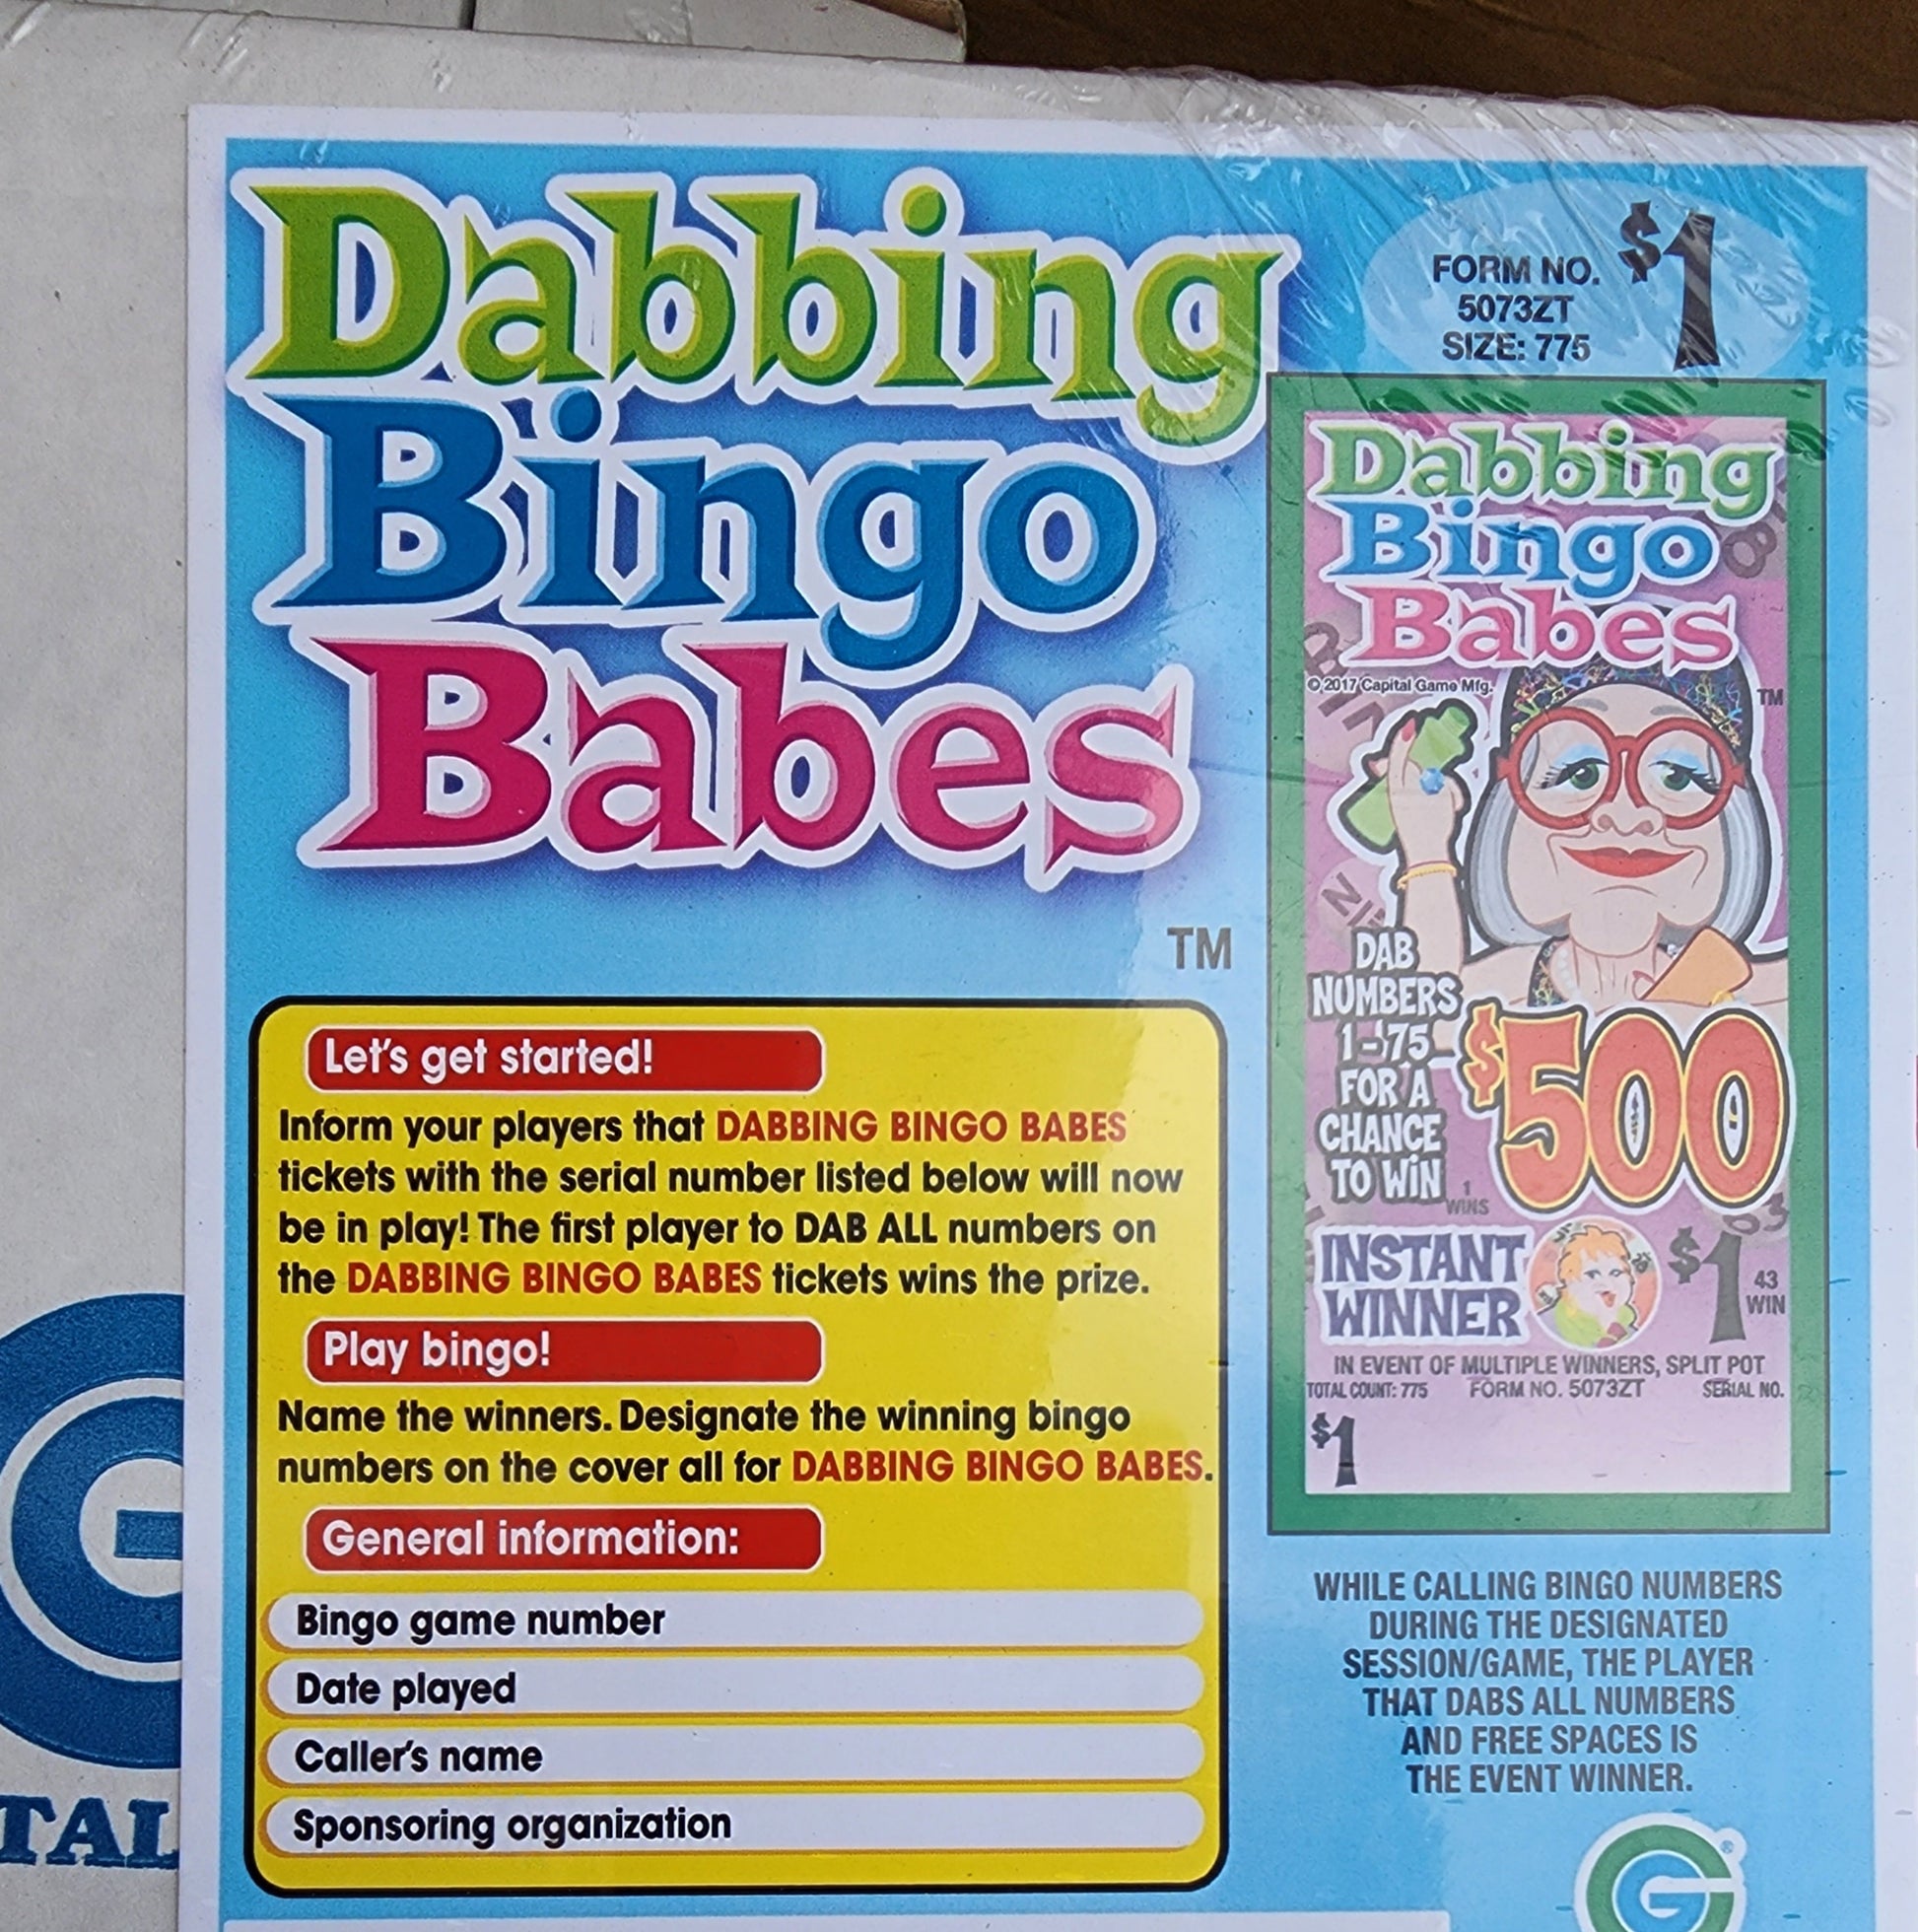 Dabbing
Bingo
Babes
TM
FORM NO.
5073ZT
SIZE: 775
$1
Dabbing
Bingo
Babes
© 2017 Capital Game Mfg.
TM
DAB
NUMBERS
1-75
FOR A
CHANCE
TO WIN
1
WINS
$500
INSTANT
WINNER
$1
43
WIN
IN EVENT OF MULTIPLE WINNERS, SPLIT POT
TOTAL COUNT: 775 FORM NO. 5073ZT SERIAL NO.
$1
Let's get started!
Inform your players that DABBING BINGO BABES
tickets with the serial number listed below will now
be in play! The first player to DAB ALL numbers on
the DABBING BINGO BABES tickets wins the prize.
Play bingo!
Name the winners. Designate the winning bingo
numbers on the cover all for DABBING BINGO BABES.
General information:
Bingo game number
Date played
Caller's name
Sponsoring organization
WHILE CALLING BINGO NUMBERS
DURING THE DESIGNATED
SESSION/GAME, THE PLAYER
THAT DABS ALL NUMBERS
AND FREE SPACES IS
THE EVENT WINNER.
G
TAL